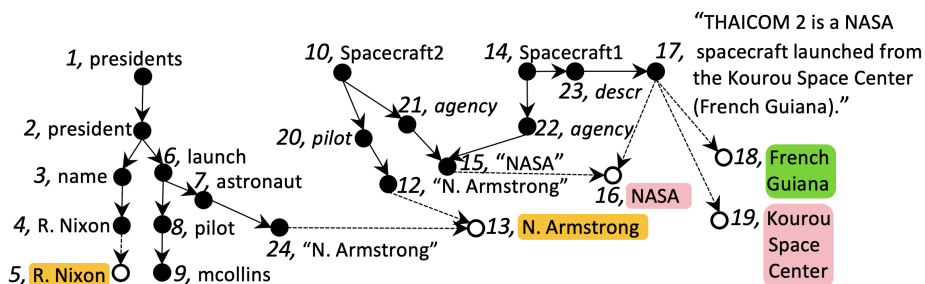 1, presidents
2, president
3, name
4, R. Nixon
5, R. Nixon
6, launch
7, astronaut
8, pilot
9, mcollins
24, "N. Armstrong"
10, Spacecraft2
20, pilot
21, agency
12, "N. Armstrong"
13, N. Armstrong
14, Spacecraft1
23, descr
22, agency
15, "NASA"
16, NASA
17,
"THAICOM 2 is a NASA
spacecraft launched from
the Kourou Space Center
(French Guiana)."
18, French
Guiana
19, Kourou
Space
Center